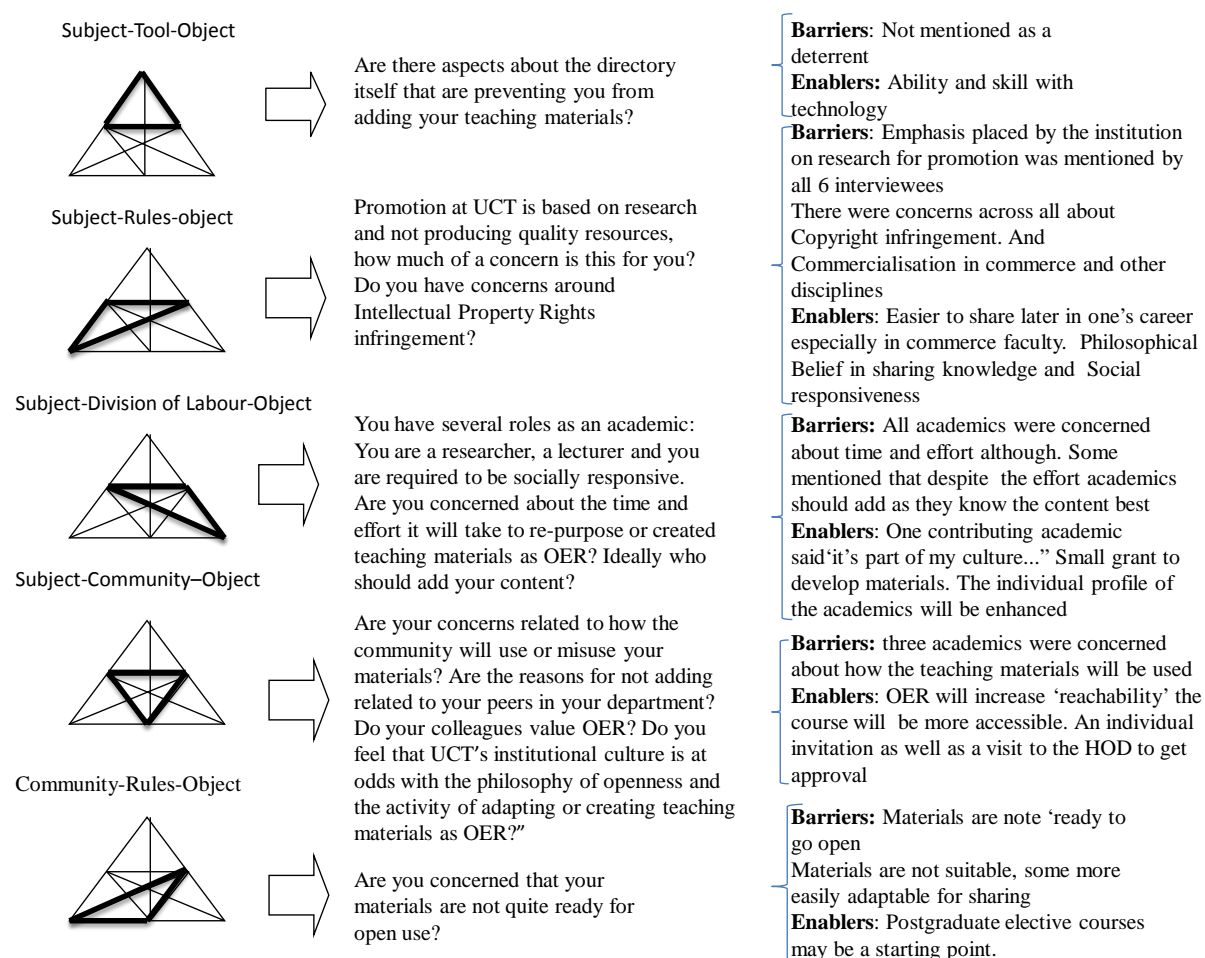 Subject-Tool-Object
Are there aspects about the directory
itself that are preventing you from
adding your teaching materials?
Barriers: Not mentioned as a
deterrent
Enablers: Ability and skill with
technology
Subject-Rules-object
Promotion at UCT is based on research
and not producing quality resources,
how much of a concern is this for you?
Do you have concerns around
Intellectual Property Rights
infringement?
Barriers: Emphasis placed by the institution
on research for promotion was mentioned by
all 6 interviewees
There were concerns across all about
Copyright infringement. And
Commercialisation in commerce and other
disciplines
Enablers: Easier to share later in one's career
especially in commerce faculty.  Philosophical
Belief in sharing knowledge and  Social
responsiveness
Subject-Division of Labour-Object
You have several roles as an academic:
You are a researcher, a lecturer and you
are required to be socially responsive.
Are you concerned about the time and
effort it will take to re-purpose or created
teaching materials as OER? Ideally who
should add your content?
Barriers: All academics were concerned
about time and effort although. Some
mentioned that despite  the effort academics
should add as they know the content best
Enablers: One contributing academic
said‘it's part of my culture...” Small grant to
develop materials. The individual profile of
the academics will be enhanced
Subject-Community–Object
Are your concerns related to how the
community will use or misuse your
materials? Are the reasons for not adding
related to your peers in your department?
Do your colleagues value OER? Do you
feel that UCT's institutional culture is at
odds with the philosophy of openness and
the activity of adapting or creating teaching
materials as OER?”
Barriers: three academics were concerned
about how the teaching materials will be used
Enablers: OER will increase ‘reachability’ the
course will  be more accessible. An individual
invitation as well as a visit to the HOD to get
approval
Community-Rules-Object
Are you concerned that your
materials are not quite ready for
open use?
Barriers: Materials are note ‘ready to
go open
Materials are not suitable, some more
easily adaptable for sharing
Enablers: Postgraduate elective courses
may be a starting point.